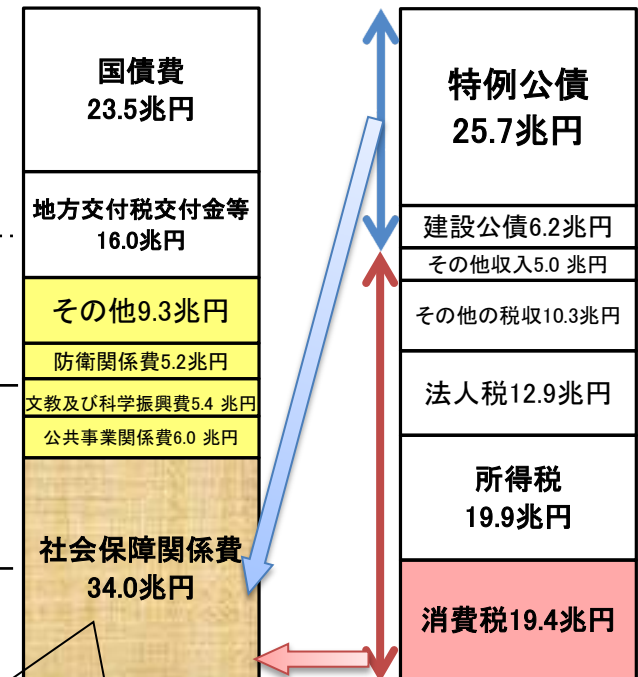 国債費
23.5兆円
地方交付税交付金等
16.0兆円
その他9.3兆円
防衛関係費5.2兆円
文教及び科学振興費5.4 兆円
公共事業関係費6.0 兆円
社会保障関係費
34.0兆円
特例公債
25.7兆円
建設公債6.2兆円
その他収入5.0 兆円
その他の税収10.3兆円
法人税12.9兆円
所得税
19.9兆円
消費税19.4兆円